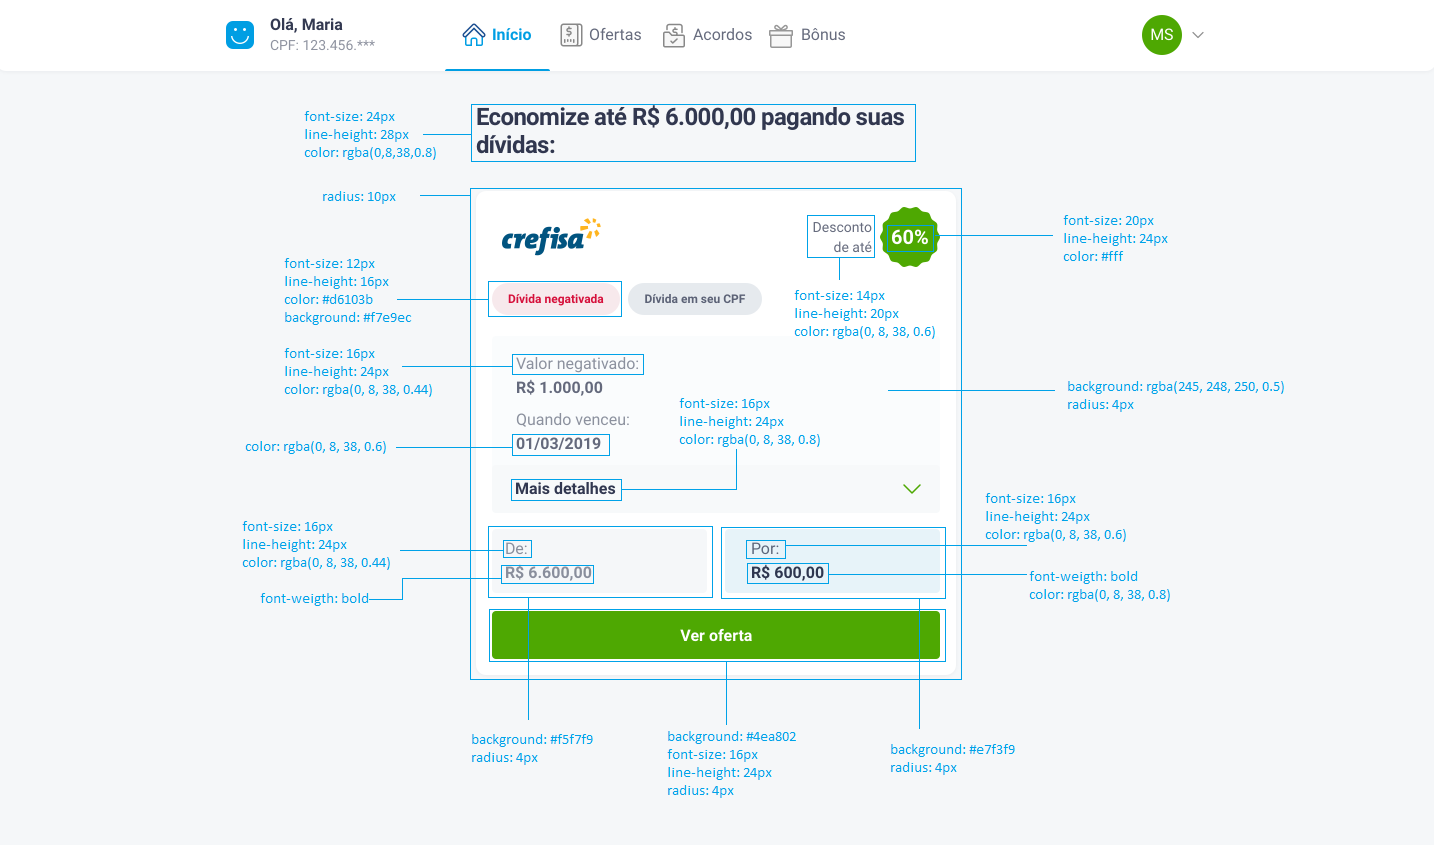 Olá, Maria
CPF: 123.456.***
Início
Ofertas
Acordos
Bônus
MS
font-size: 24px
line-height: 28px
color: rgba(0,8,38,0.8)
Economize até R$ 6.000,00 pagando suas
dívidas:
radius: 10px
crefisa
Desconto
de até
60%
font-size: 20px
line-height: 24px
color: #fff
font-size: 12px
line-height: 16px
color: #d6103b
background: #f7e9ec
Dívida negativada
Dívida em seu CPF
font-size: 14px
line-height: 20px
color: rgba(0, 8, 38, 0.6)
font-size: 16px
line-height: 24px
color: rgba(0, 8, 38, 0.44)
Valor negativado:
R$ 1.000,00
background: rgba(245, 248, 250, 0.5)
radius: 4px
Quando venceu:
01/03/2019
font-size: 16px
line-height: 24px
color: rgba(0, 8, 38, 0.8)
color: rgba(0, 8, 38, 0.6)
Mais detalhes
font-size: 16px
line-height: 24px
color: rgba(0, 8, 38, 0.6)
font-size: 16px
line-height: 24px
color: rgba(0, 8, 38, 0.44)
De:
R$ 6.600,00
Por:
R$ 600,00
font-weigth: bold
font-weigth: bold
color: rgba(0, 8, 38, 0.8)
Ver oferta
background: #f5f7f9
radius: 4px
background: #4ea802
font-size: 16px
line-height: 24px
radius: 4px
background: #e7f3f9
radius: 4px